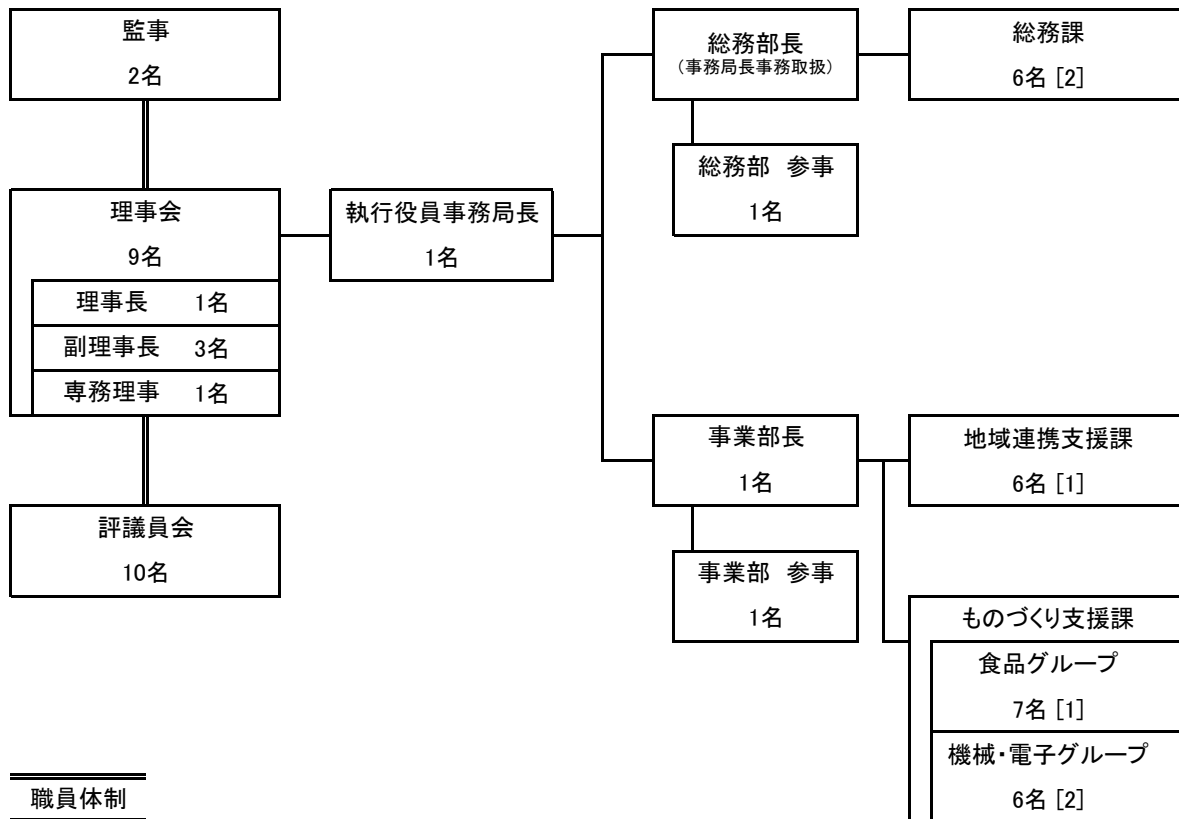 監事
2名
理事会
9名
理事長 1名
副理事長 3名
専務理事 1名
評議員会
10名
執行役員事務局長
1名
総務部長
（事務局長事務取扱）
総務部 参事
1名
総務課
6名 [2]
事業部長
1名
事業部 参事
1名
地域連携支援課
6名 [1]
ものづくり支援課
食品グループ
7名 [1]
機械・電子グループ
6名 [2]
職員体制